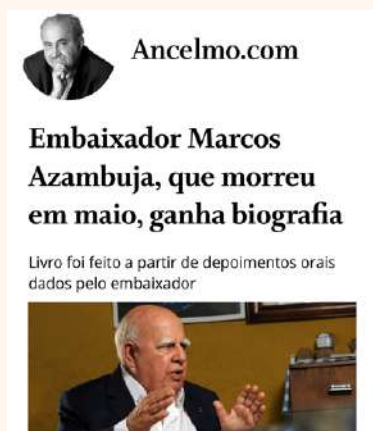 Ancelmo.com
Embaixador Marcos
Azambuja, que morreu
em maio, ganha biografia
Livro foi feito a partir de depoimentos orais
dados pelo embaixador